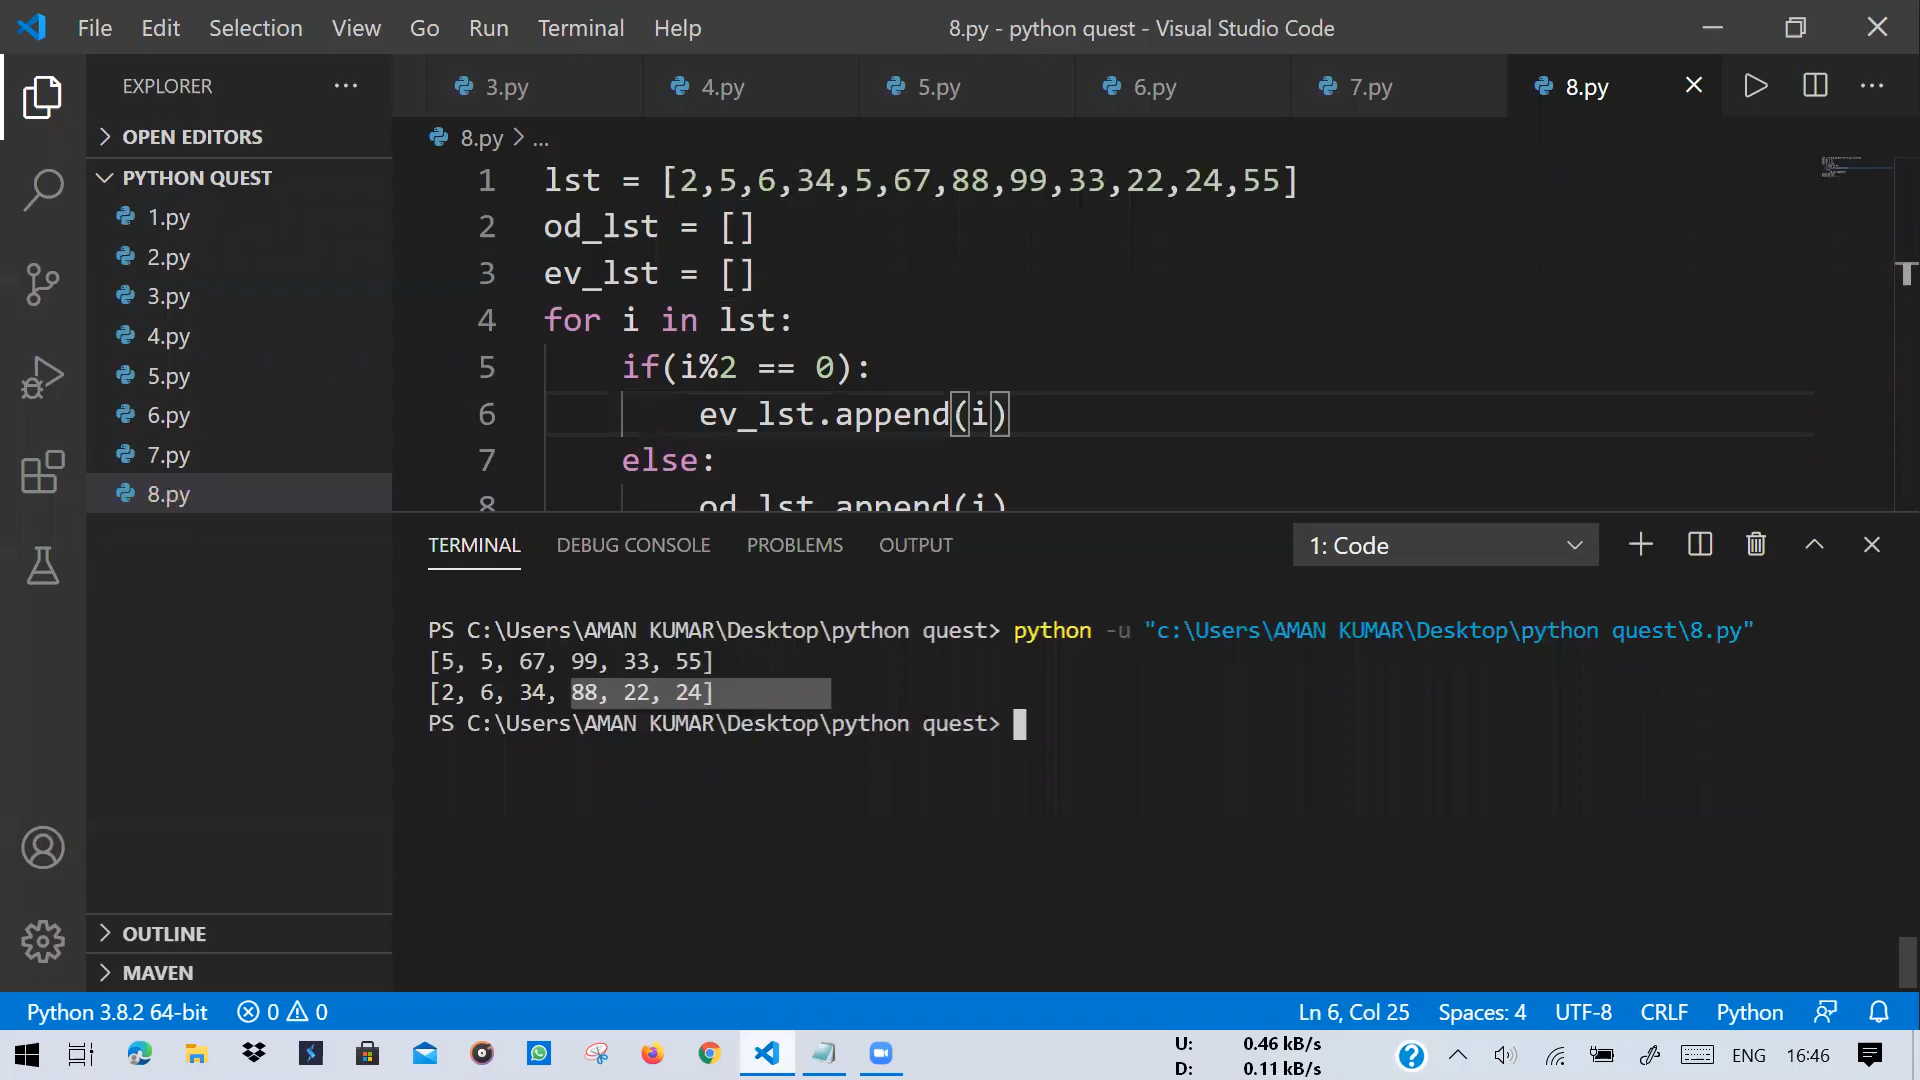 File Edit Selection View Go Run Terminal Help 8.py - python quest - Visual Studio Code
EXPLORER
3.py 4.py 5.py 6.py 7.py 8.py
OPEN EDITORS
PYTHON QUEST
1.py
2.py
3.py
4.py
5.py
6.py
7.py
8.py
OUTLINE
MAVEN
8.py > ...
1 lst = [2,5,6,34,5,67,88,99,33,22,24,55]
2 od_lst = []
3 ev_lst = []
4 for i in lst:
5 if(i%2 == 0):
6 ev_lst.append(i)
7 else:
8 od_lst.append(i)
TERMINAL DEBUG CONSOLE PROBLEMS OUTPUT 1: Code
PS C:\Users\AMAN KUMAR\Desktop\python quest> python -u "c:\Users\AMAN KUMAR\Desktop\python quest\8.py"
[5, 5, 67, 99, 33, 55]
[2, 6, 34, 88, 22, 24]
PS C:\Users\AMAN KUMAR\Desktop\python quest>
Python 3.8.2 64-bit 0 0 Ln 6, Col 25 Spaces: 4 UTF-8 CRLF Python
U: 0.46 kB/s
D: 0.11 kB/s
ENG 16:46